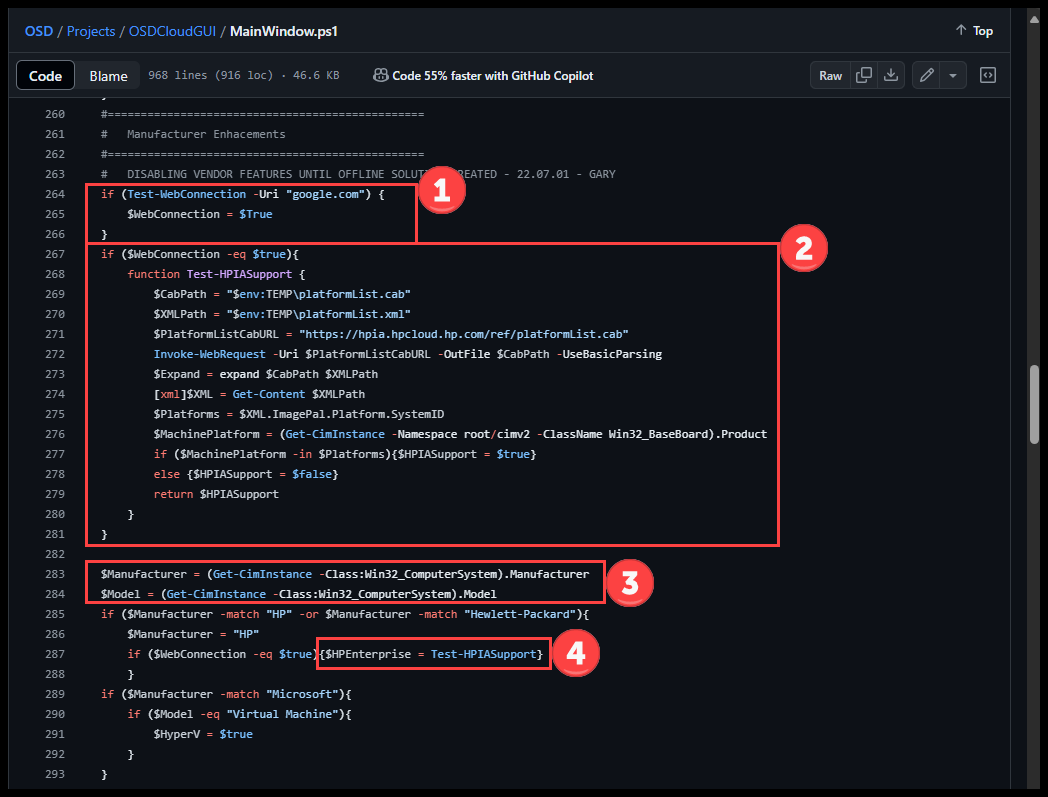 OSD / Projects / OSDCloudGUI / MainWindow.ps1
Top
Code Blame 968 lines (916 loc) · 46.6 KB Code 55% faster with GitHub Copilot Raw
260 #================================================
261 #   Manufacturer Enhacements
262 #================================================
263 #   DISABLING VENDOR FEATURES UNTIL OFFLINE EATED - 22.07.01 - GARY
264 if (Test-WebConnection -Uri "google.com") {
1
265     $WebConnection = $True
266 }
267 if ($WebConnection -eq $true){
2
268     function Test-HPIASupport {
269         $CabPath = "$env:TEMP\platformList.cab"
270         $XMLPath = "$env:TEMP\platformList.xml"
271         $PlatformListCabURL = "https://hpia.hpcloud.hp.com/ref/platformList.cab"
272         Invoke-WebRequest -Uri $PlatformListCabURL -OutFile $CabPath -UseBasicParsing
273         $Expand = expand $CabPath $XMLPath
274         [xml]$XML = Get-Content $XMLPath
275         $Platforms = $XML.ImagePal.Platform.SystemID
276         $MachinePlatform = (Get-CimInstance -Namespace root/cimv2 -ClassName Win32_BaseBoard).Product
277         if ($MachinePlatform -in $Platforms){$HPIASupport = $true}
278         else {$HPIASupport = $false}
279         return $HPIASupport
280     }
281 }
282
283 $Manufacturer = (Get-CimInstance -Class:Win32_ComputerSystem).Manufacturer
3
284 $Model = (Get-CimInstance -Class:Win32_ComputerSystem).Model
285 if ($Manufacturer -match "HP" -or $Manufacturer -match "Hewlett-Packard"){
286     $Manufacturer = "HP"
287     if ($WebConnection -eq $true){$HPEnterprise = Test-HPIASupport}
4
288     }
289 if ($Manufacturer -match "Microsoft"){
290     if ($Model -eq "Virtual Machine"){
291         $HyperV = $true
292     }
293 }